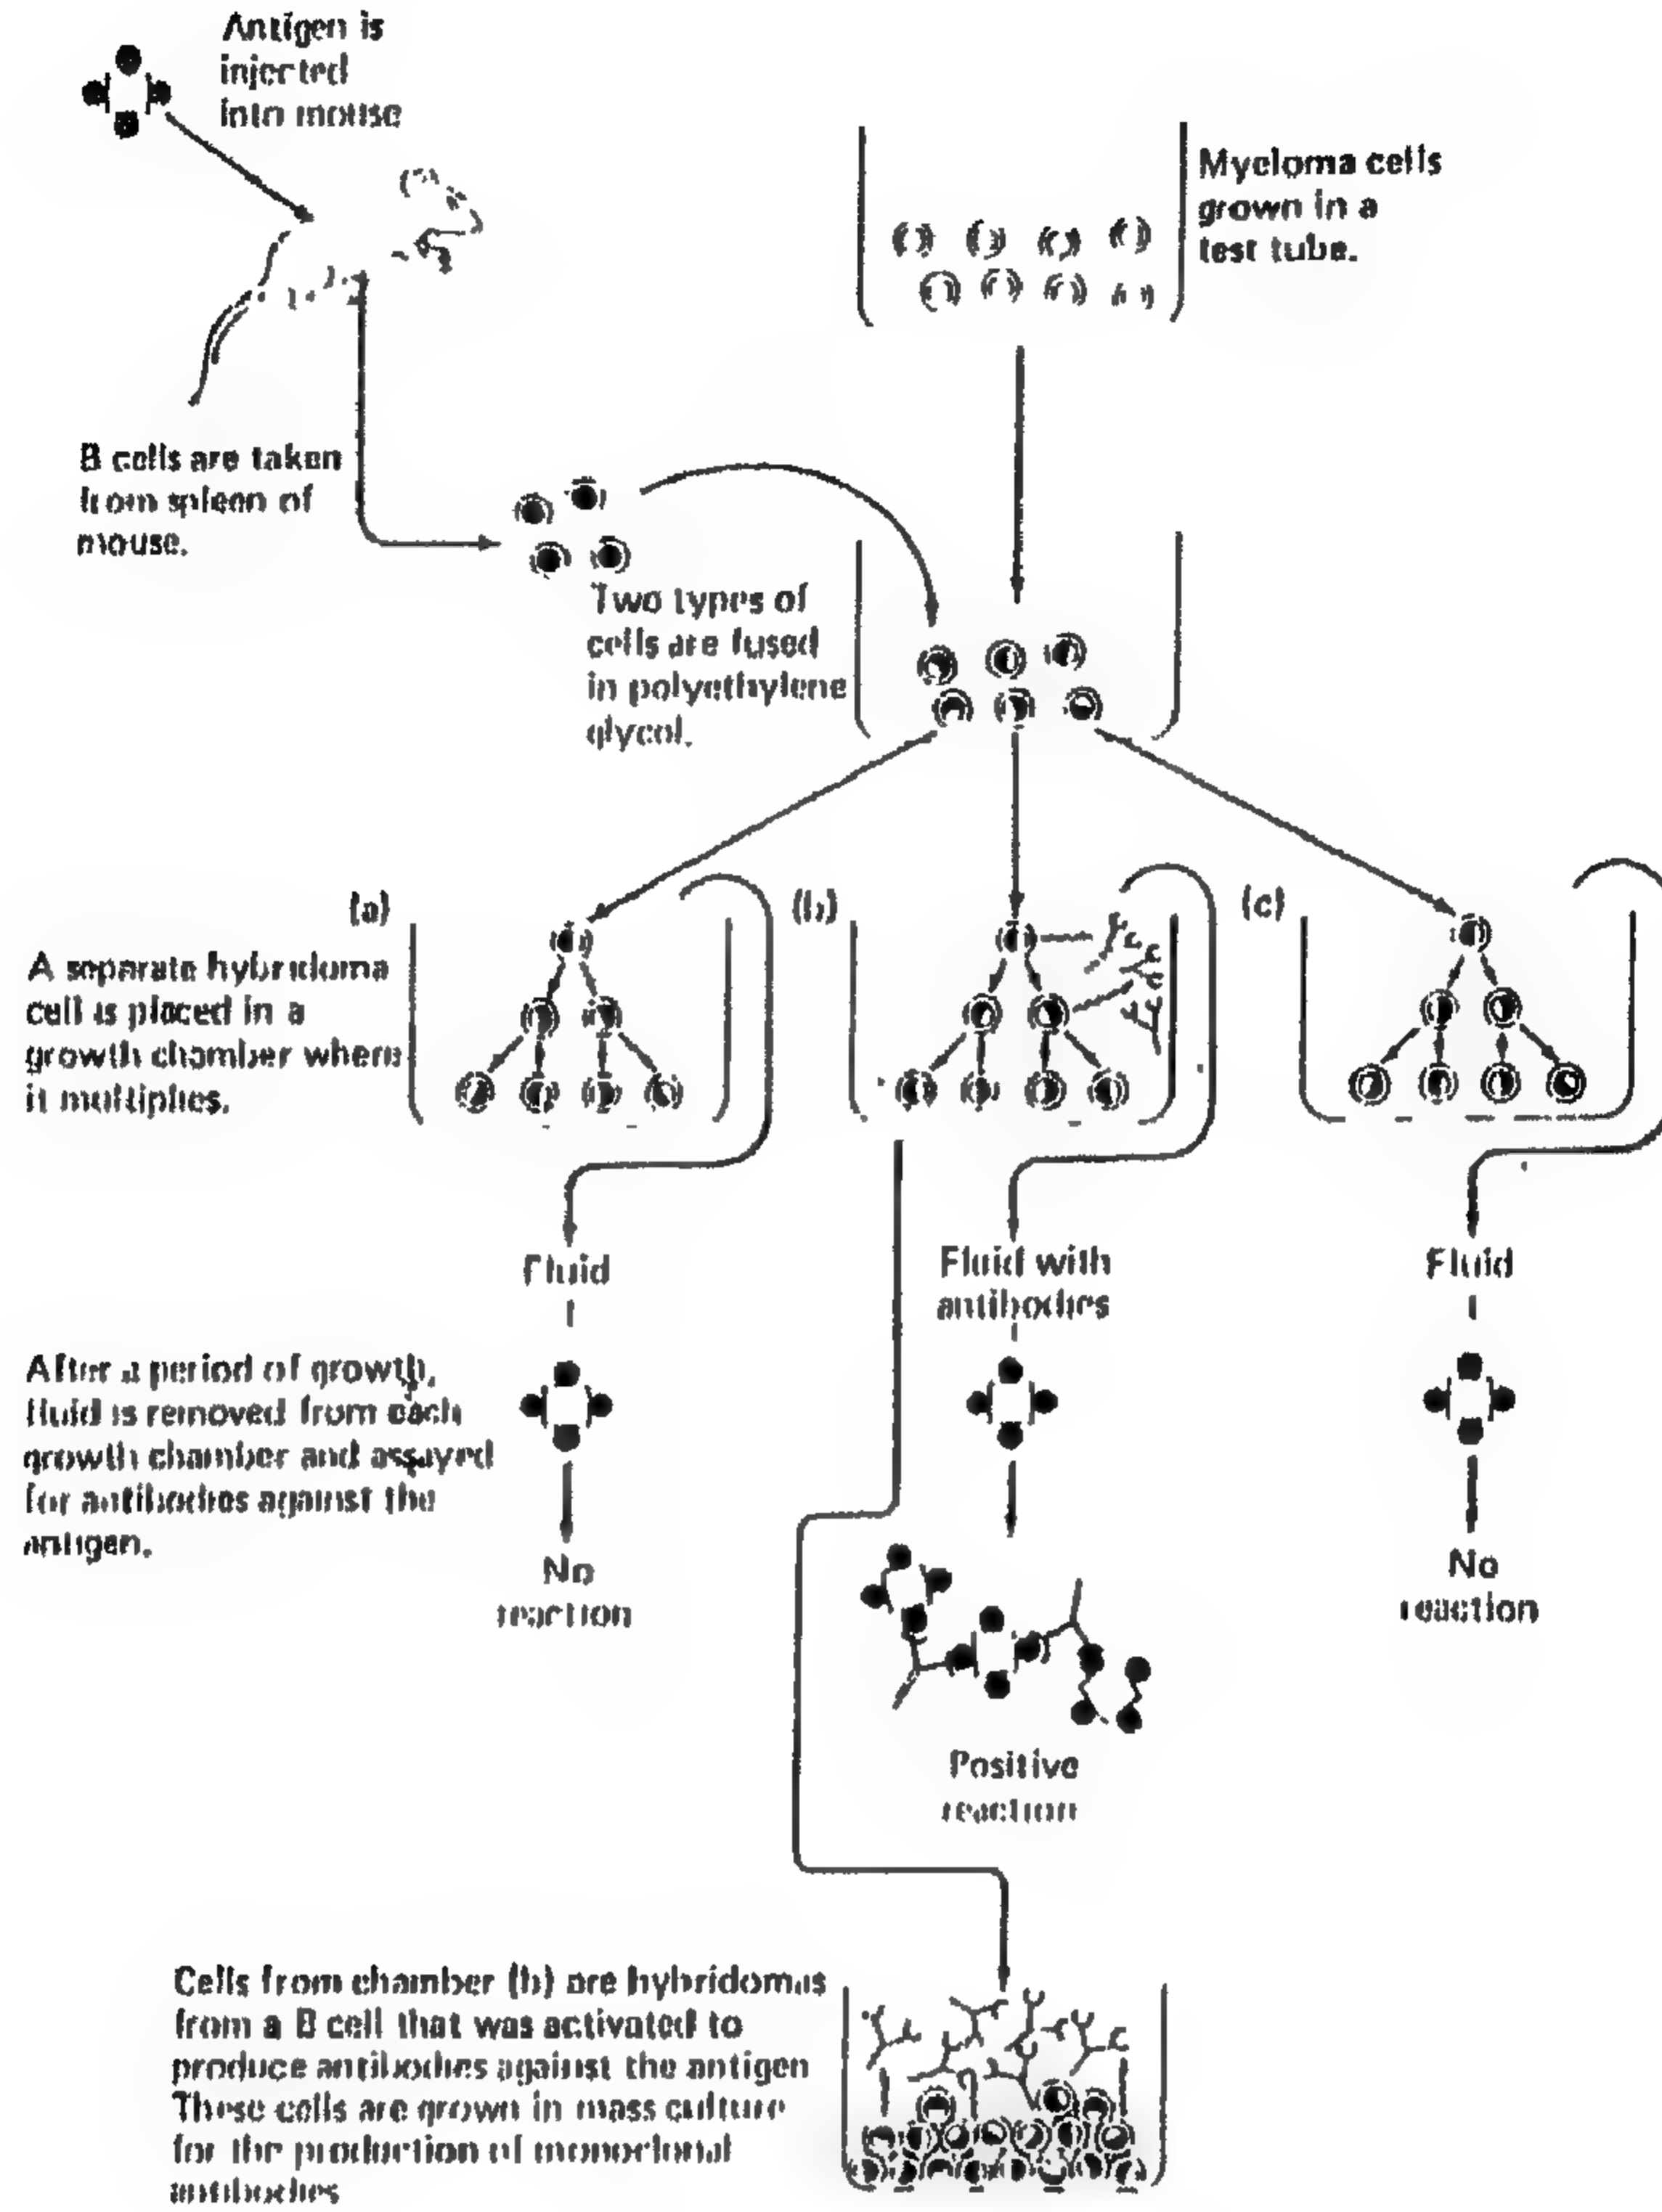 Antigen is
injected
into mouse
Myeloma cells
grown in a
test tube.
B cells are taken
from spleen of
mouse.
Two types of
cells are fused
in polyethylene
glycol.
(a)
(b)
(c)
A separate hybridoma
cell is placed in a
growth chamber where
it multiplies.
Fluid
Fluid with
antibodies
Fluid
After a period of growth,
fluid is removed from each
growth chamber and assayed
for antibodies against the
antigen.
No
reaction
No
reaction
Positive
reaction
Cells from chamber (b) are hybridomas
from a B cell that was activated to
produce antibodies against the antigen
These cells are grown in mass culture
for the production of monoclonal
antibodies